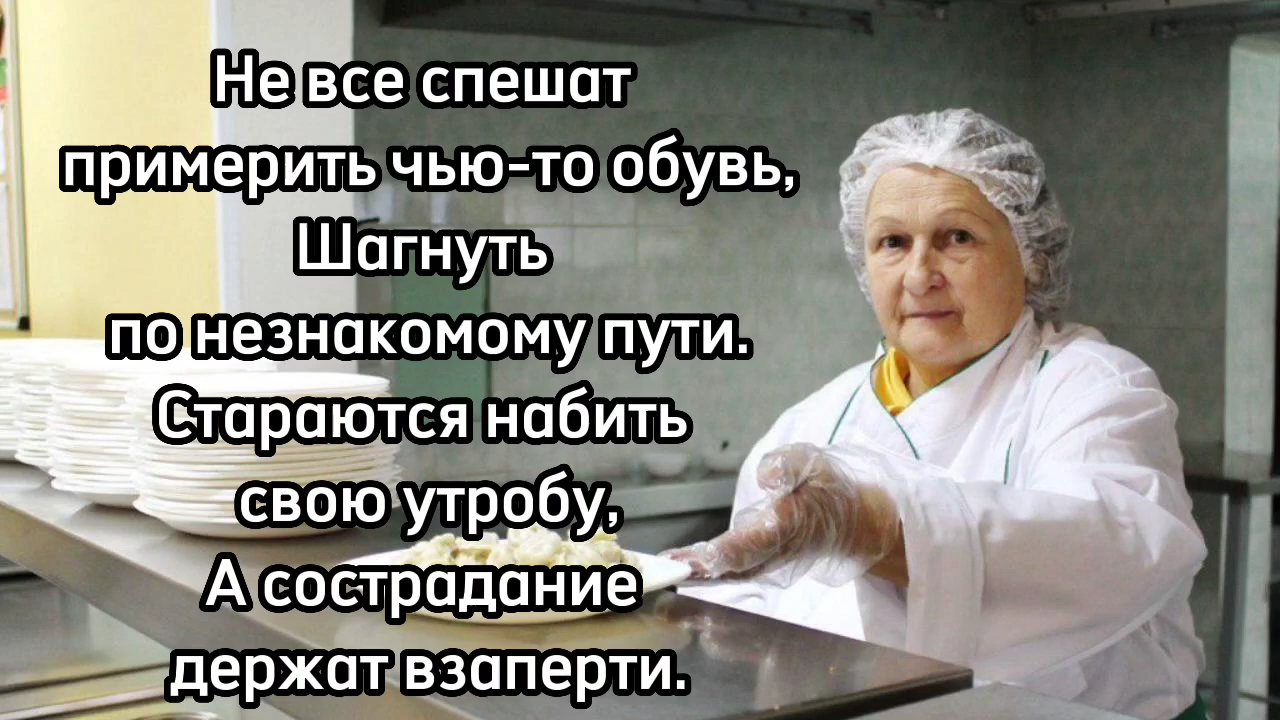 Не все спешат
примерить чью-то обувь,
Шагнуть
по незнакомому пути.
Стараются набить
свою утробу,
А сострадание
держат взаперти.